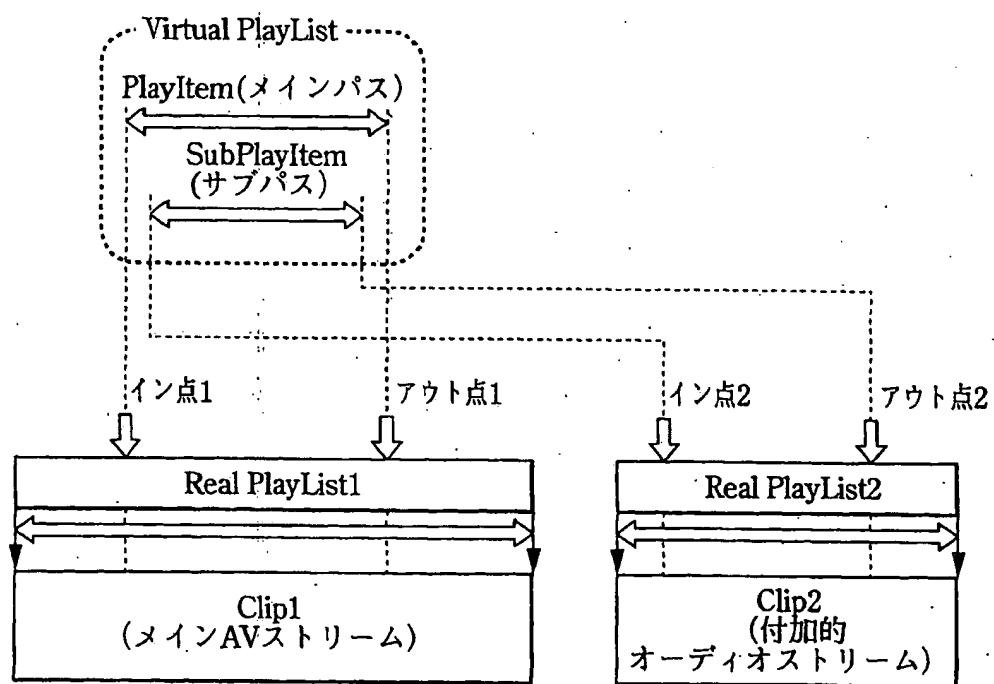 Virtual PlayList
PlayItem(メインパス)
SubPlayItem
(サブパス)
イン点1
アウト点1
イン点2
アウト点2
Real PlayList1
Real PlayList2
Clip1
(メインAVストリーム)
Clip2
(付加的
オーディオストリーム)